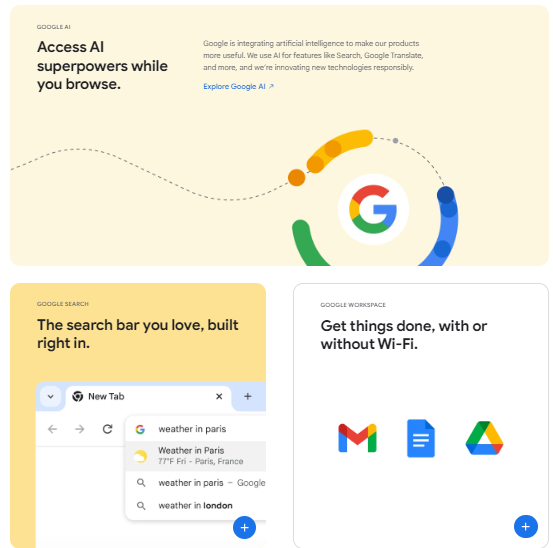 GOOGLE AI
Access AI
superpowers while
you browse.
Google is integrating artificial intelligence to make our products
more useful. We use AI for features like Search, Google Translate,
and more, and we're innovating new technologies responsibly.
Explore Google AI ↗
GOOGLE SEARCH
The search bar you love, built
right in.
New Tab
weather in paris
Weather in Paris
77°F Fri - Paris, France
weather in paris – Google
weather in london
GOOGLE WORKSPACE
Get things done, with or
without Wi-Fi.